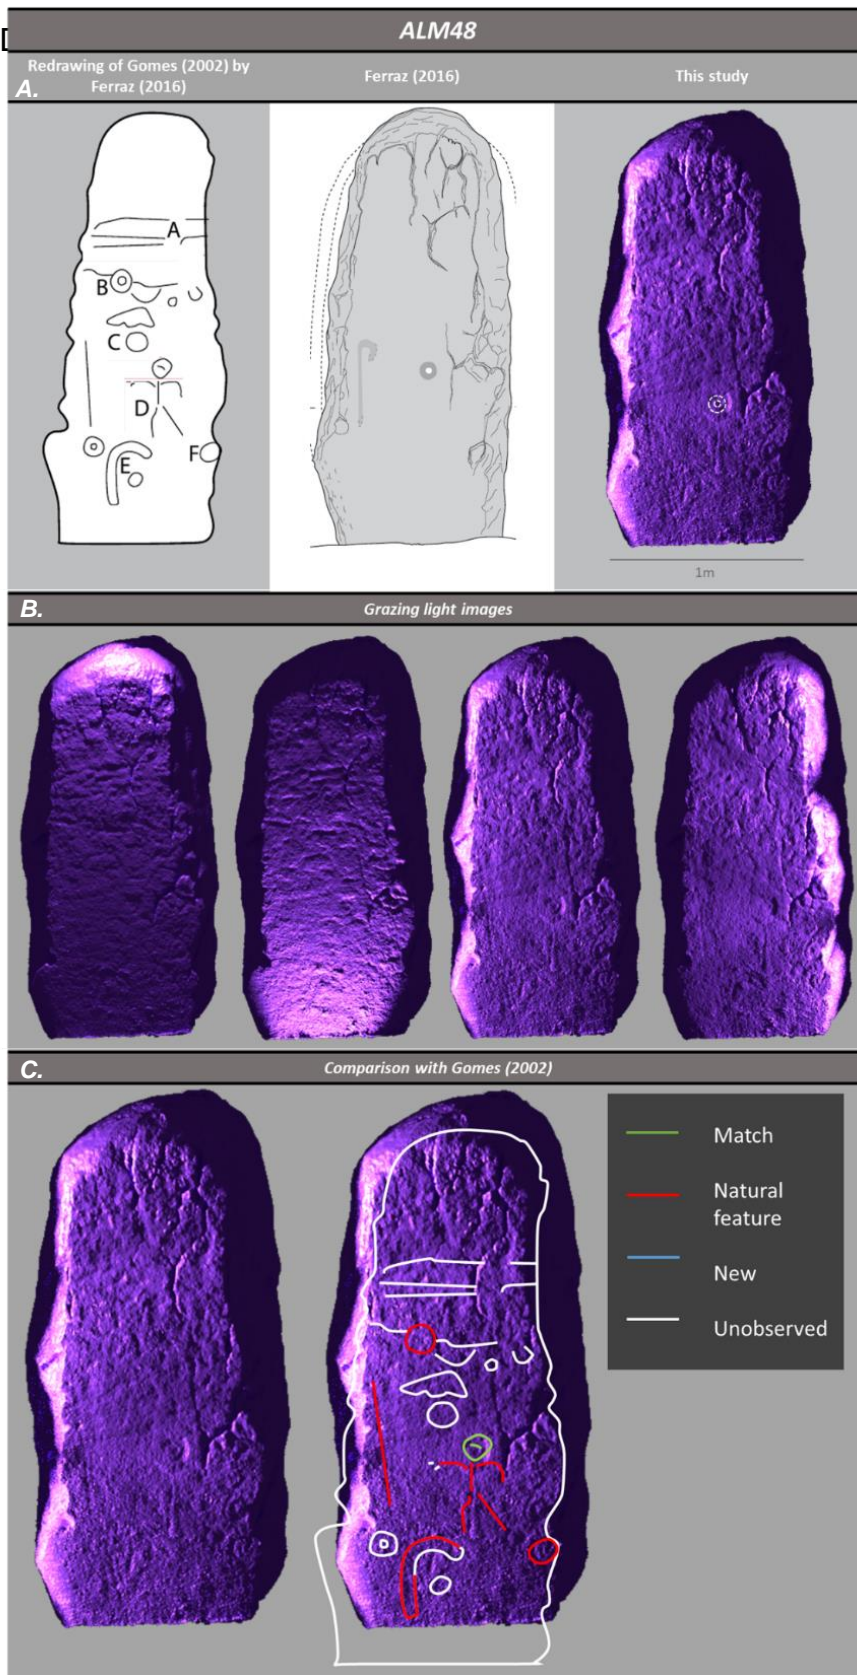 ALM48
D
Redrawing of Gomes (2002) by
Ferraz (2016)
Ferraz (2016)
This study
A.
A
B
C
D
E
F
1m
B.
Grazing light images
C.
Comparison with Gomes (2002)
Match
Natural
feature
New
Unobserved